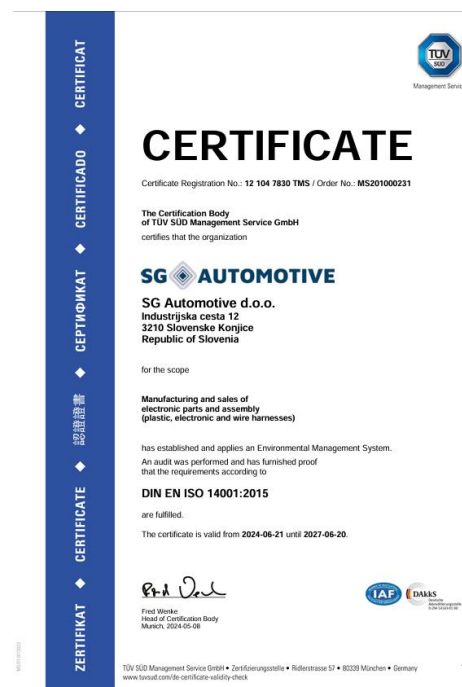 TÜV
SÜD
Management Servic
CERTIFICATE
Certificate Registration No.: 12 104 7830 TMS / Order No.: MS201000231
The Certification Body
of TÜV SÜD Management Service GmbH
certifies that the organization
SG AUTOMOTIVE
SG Automotive d.o.o.
Industrijska cesta 12
3210 Slovenske Konjice
Republic of Slovenia
for the scope
Manufacturing and sales of
electronic parts and assembly
(plastic, electronic and wire harnesses)
has established and applies an Environmental Management System.
An audit was performed and has furnished proof
that the requirements according to
DIN EN ISO 14001:2015
are fulfilled.
The certificate is valid from 2024-06-21 until 2027-06-20.
Fred Wenke
Head of Certification Body
Munich, 2024-05-08
IAF
DAkkS
Deutsche
Akkreditierungsstelle
TÜV SÜD Management Service GmbH • Zertifizierungsstelle • Ridlerstrasse 57 • 80339 München • Germany
www.tuvsud.com/de-certificate-validity-check
ZERTIFIKAT ◆ CERTIFICATE ◆ 認證證書 ◆ СЕРТИФИКАТ ◆ CERTIFICADO ◆ CERTIFICAT